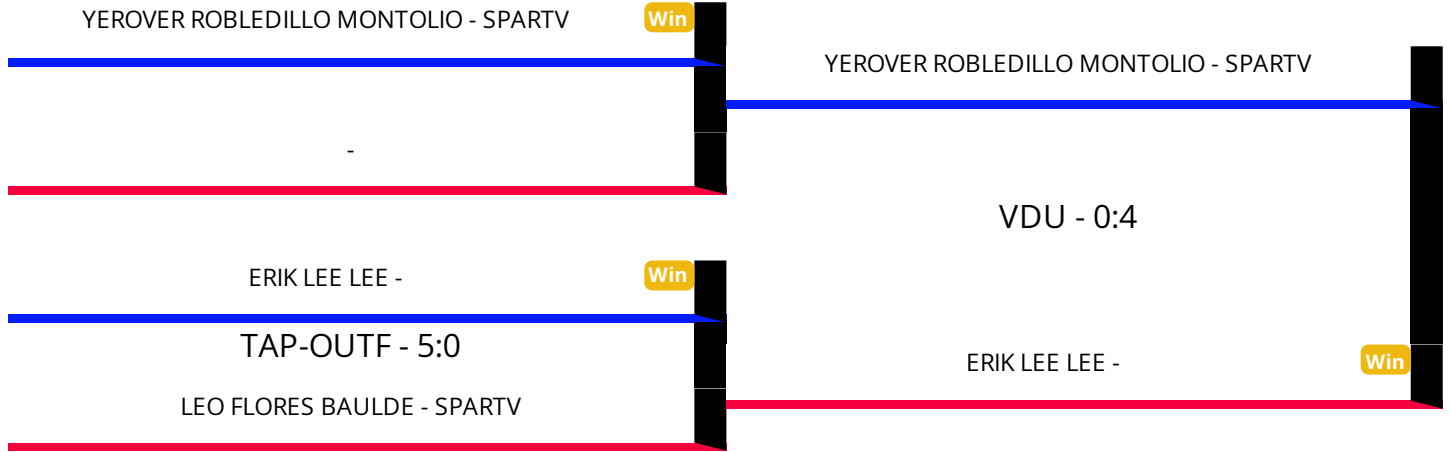 YEROVER ROBLEDILLO MONTOLIO - SPARTV
Win
-
ERIK LEE LEE -
Win
TAP-OUTF - 5:0
LEO FLORES BAULDE - SPARTV
YEROVER ROBLEDILLO MONTOLIO - SPARTV
VDU - 0:4
ERIK LEE LEE -
Win